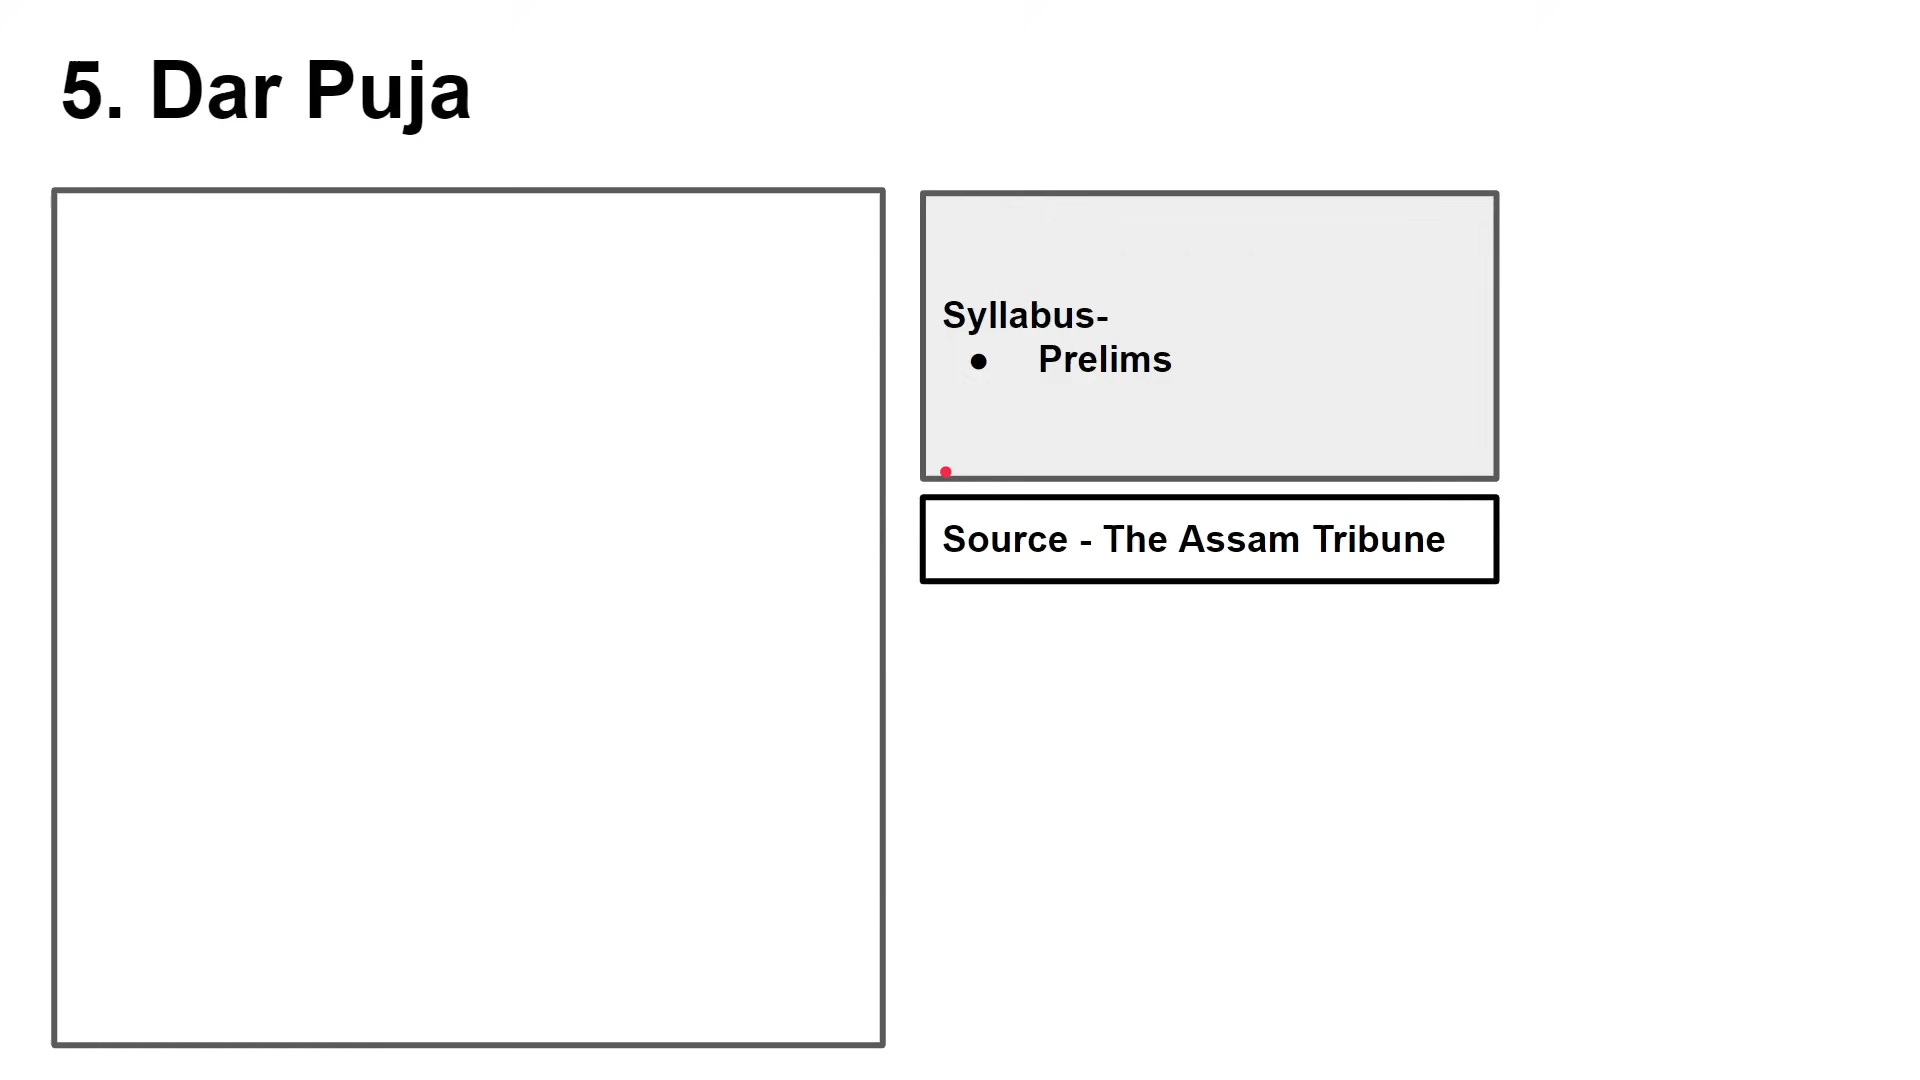 5. Dar Puja
Syllabus-
● Prelims
Source - The Assam Tribune